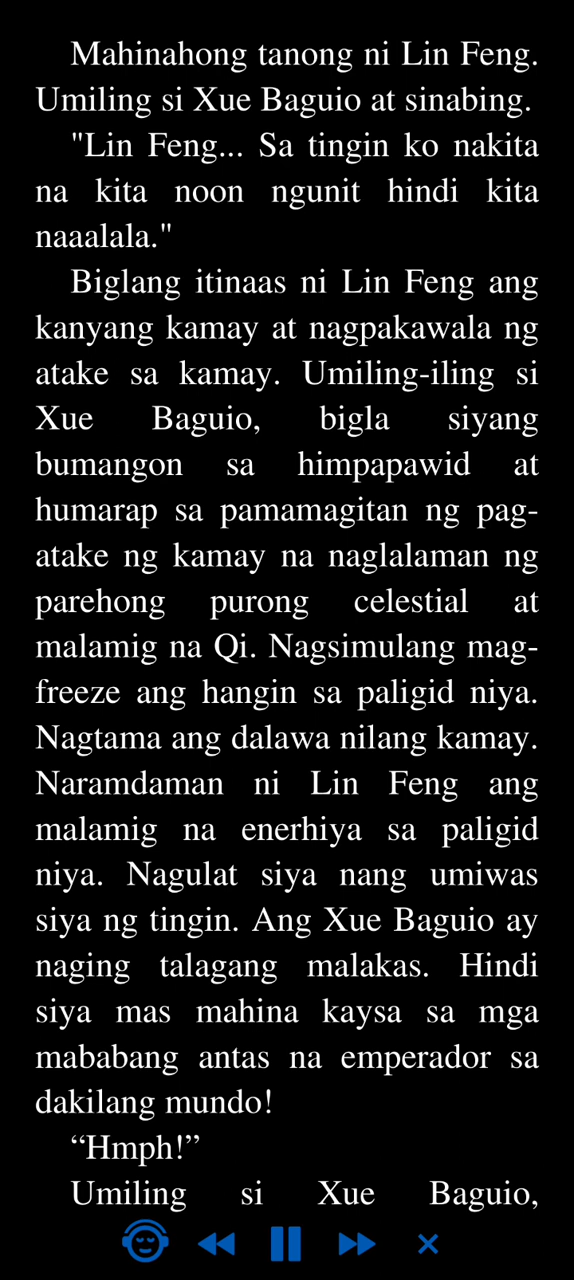 Mahinahong tanong ni Lin Feng.
Umiling si Xue Baguio at sinabing.
"Lin Feng... Sa tingin ko nakita
na kita noon ngunit hindi kita
naaalala."
Biglang itinaas ni Lin Feng ang
kanyang kamay at nagpakawala ng
atake sa kamay. Umiling-iling si
Xue Baguio, bigla siyang
bumangon sa himpapawid at
humarap sa pamamagitan ng pag-
atake ng kamay na naglalaman ng
parehong purong celestial at
malamig na Qi. Nagsimulang mag-
freeze ang hangin sa paligid niya.
Nagtama ang dalawa nilang kamay.
Naramdaman ni Lin Feng ang
malamig na enerhiya sa paligid
niya. Nagulat siya nang umiwas
siya ng tingin. Ang Xue Baguio ay
naging talagang malakas. Hindi
siya mas mahina kaysa sa mga
mababang antas na emperador sa
dakilang mundo!
“Hmph!”
Umiling si Xue Baguio,